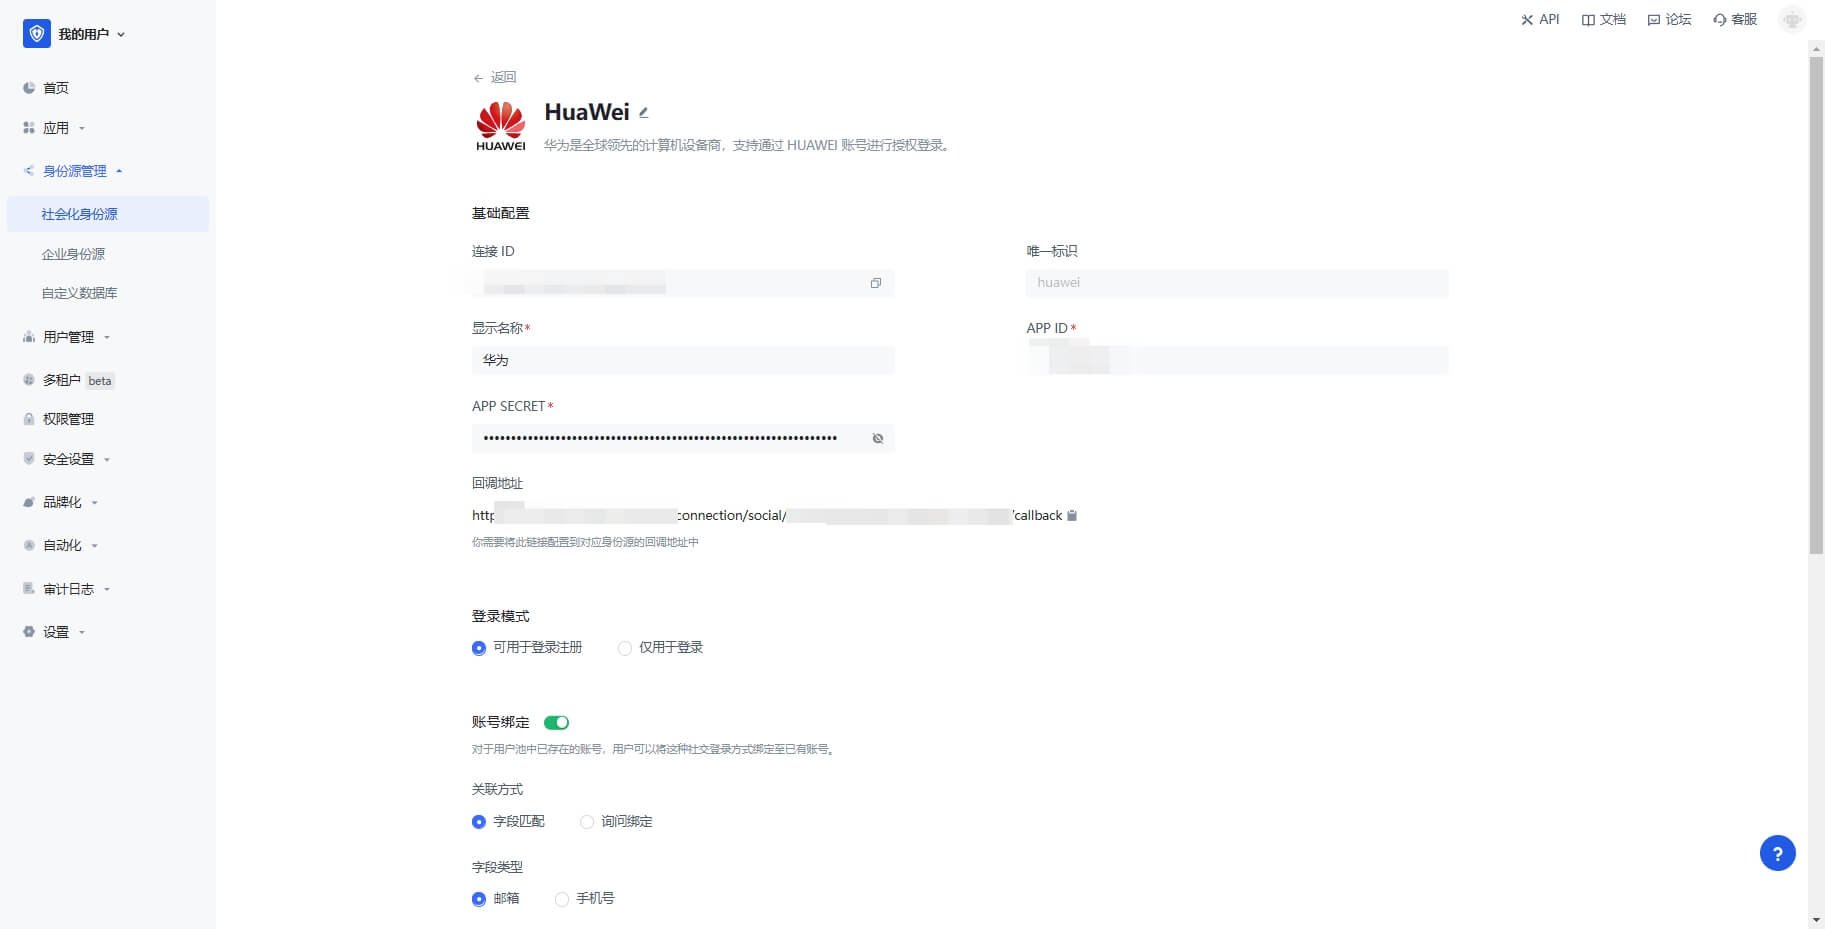 我的用户
API
文档
论坛
客服
首页
应用
身份源管理
社会化身份源
企业身份源
自定义数据库
用户管理
多租户 beta
权限管理
安全设置
品牌化
自动化
审计日志
设置
返回
HUAWEI
HuaWei
华为是全球领先的计算机设备商，支持通过 HUAWEI 账号进行授权登录。
基础配置
连接 ID
唯一标识
huawei
显示名称*
APP ID*
华为
APP SECRET*
••••••••••••••••••••••••••••••••••••••••••••••••••••••••••••••••
回调地址
http
connection/social/
/callback
你需要将此链接配置到对应身份源的回调地址中
登录模式
可用于登录注册
仅用于登录
账号绑定
对于用户池中已存在的账号，用户可以将这种社交登录方式绑定至已有账号。
关联方式
字段匹配
询问绑定
字段类型
邮箱
手机号
?